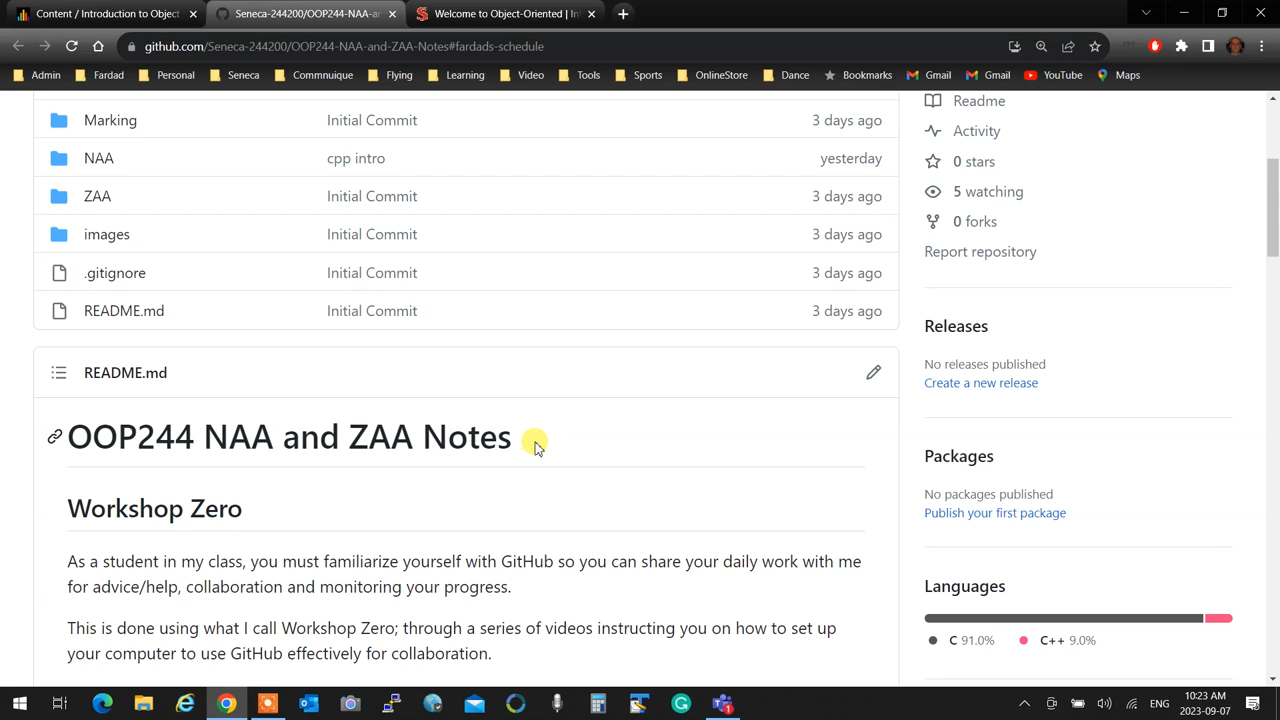 Content / Introduction to Object
Seneca-244200/OOP244-NAA-an
Welcome to Object-Oriented | In
github.com/Seneca-244200/OOP244-NAA-and-ZAA-Notes#fardads-schedule
Admin
Fardad
Personal
Seneca
Commnuique
Flying
Learning
Video
Tools
Sports
OnlineStore
Dance
Bookmarks
Gmail
Gmail
YouTube
Maps
Marking Initial Commit 3 days ago
NAA cpp intro yesterday
ZAA Initial Commit 3 days ago
images Initial Commit 3 days ago
.gitignore Initial Commit 3 days ago
README.md Initial Commit 3 days ago
README.md
OOP244 NAA and ZAA Notes
Workshop Zero
As a student in my class, you must familiarize yourself with GitHub so you can share your daily work with me
for advice/help, collaboration and monitoring your progress.
This is done using what I call Workshop Zero; through a series of videos instructing you on how to set up
your computer to use GitHub effectively for collaboration.
Readme
Activity
0 stars
5 watching
0 forks
Report repository
Releases
No releases published
Create a new release
Packages
No packages published
Publish your first package
Languages
C 91.0%
C++ 9.0%
ENG
10:23 AM
2023-09-07